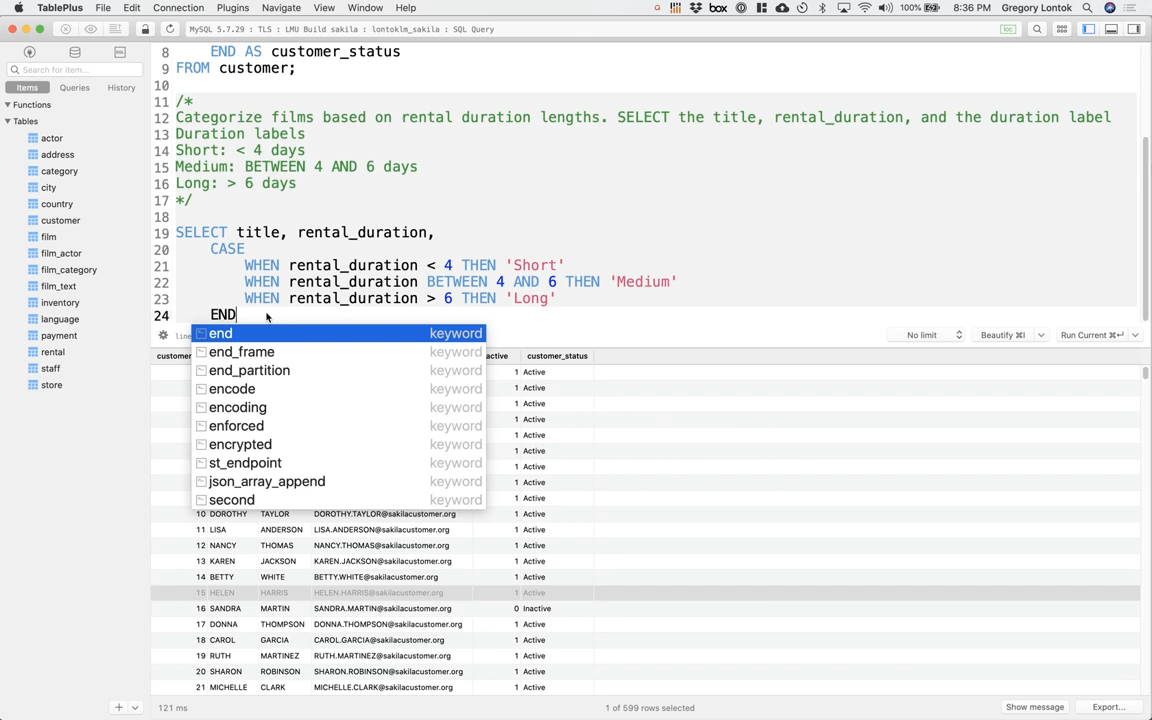 TablePlus File Edit Connection Plugins Navigate View Window Help box 100% 8:36 PM Gregory Lontok
MySQL 5.7.29 : TLS : LMU Build sakila : lontoklm_sakila : SQL Query loc
Search for item...
Items Queries History
Functions
Tables
actor
address
category
city
country
customer
film
film_actor
film_category
film_text
inventory
language
payment
rental
staff
store
8 END AS customer_status
9 FROM customer;
10
11 /*
12 Categorize films based on rental duration lengths. SELECT the title, rental_duration, and the duration label
13 Duration labels
14 Short: < 4 days
15 Medium: BETWEEN 4 AND 6 days
16 Long: > 6 days
17 */
18
19 SELECT title, rental_duration,
20 CASE
21 WHEN rental_duration < 4 THEN 'Short'
22 WHEN rental_duration BETWEEN 4 AND 6 THEN 'Medium'
23 WHEN rental_duration > 6 THEN 'Long'
24 END
line No limit Beautify ⌘I Run Current ⌘↵
end keyword
end_frame keyword
end_partition keyword
encode keyword
encoding keyword
enforced keyword
encrypted keyword
st_endpoint keyword
json_array_append keyword
second keyword
customer active customer_status
1 Active
1 Active
1 Active
1 Active
1 Active
1 Active
1 Active
1 Active
1 Active
10 DOROTHY TAYLOR DOROTHY.TAYLOR@sakilacustomer.org 1 Active
11 LISA ANDERSON LISA.ANDERSON@sakilacustomer.org 1 Active
12 NANCY THOMAS NANCY.THOMAS@sakilacustomer.org 1 Active
13 KAREN JACKSON KAREN.JACKSON@sakilacustomer.org 1 Active
14 BETTY WHITE BETTY.WHITE@sakilacustomer.org 1 Active
15 HELEN HARRIS HELEN.HARRIS@sakilacustomer.org 1 Active
16 SANDRA MARTIN SANDRA.MARTIN@sakilacustomer.org 0 Inactive
17 DONNA THOMPSON DONNA.THOMPSON@sakilacustomer.org 1 Active
18 CAROL GARCIA CAROL.GARCIA@sakilacustomer.org 1 Active
19 RUTH MARTINEZ RUTH.MARTINEZ@sakilacustomer.org 1 Active
20 SHARON ROBINSON SHARON.ROBINSON@sakilacustomer.org 1 Active
21 MICHELLE CLARK MICHELLE.CLARK@sakilacustomer.org 1 Active
121 ms 1 of 599 rows selected Show message Export...